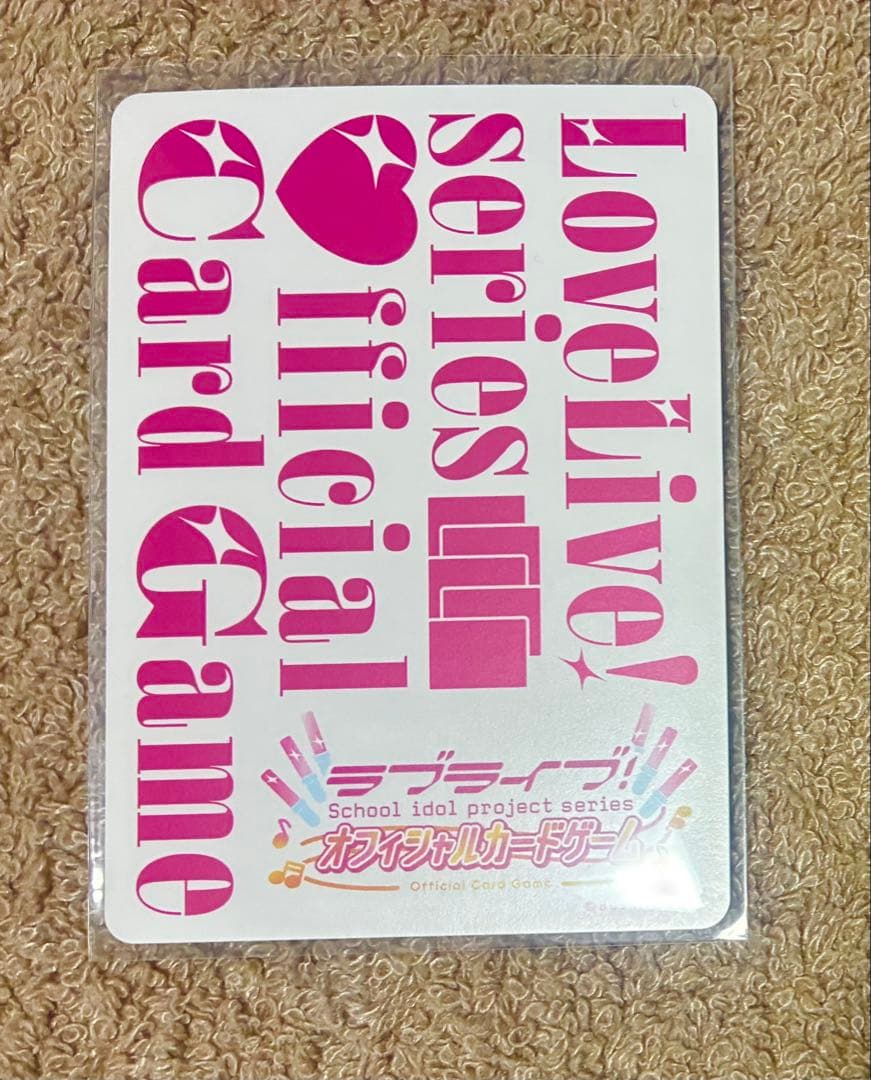 LoveLive!
series
Official
Card Game
ラブライブ!
School idol project series
オフィシャルカードゲーム
Official Card Game